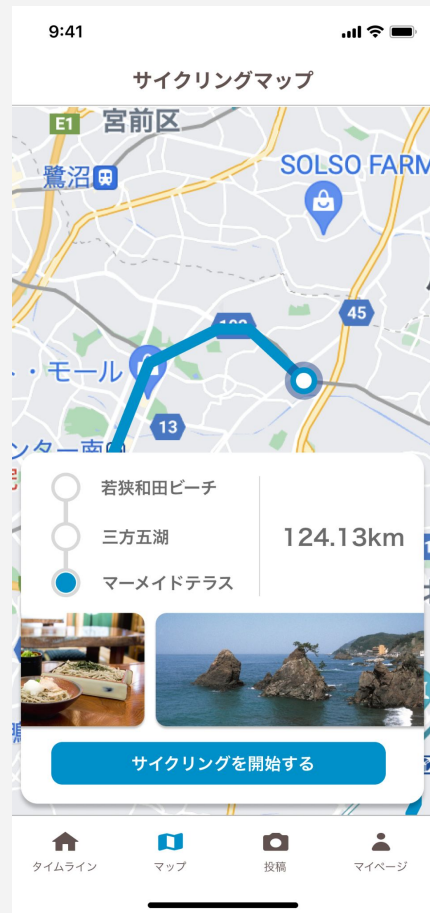 9:41
サイクリングマップ
E1
宮前区
鷺沼
SOLSO FARM
45
102
・モール
13
ンター南
若狭和田ビーチ
三方五湖
マーメイドテラス
124.13km
サイクリングを開始する
タイムライン
マップ
投稿
マイページ